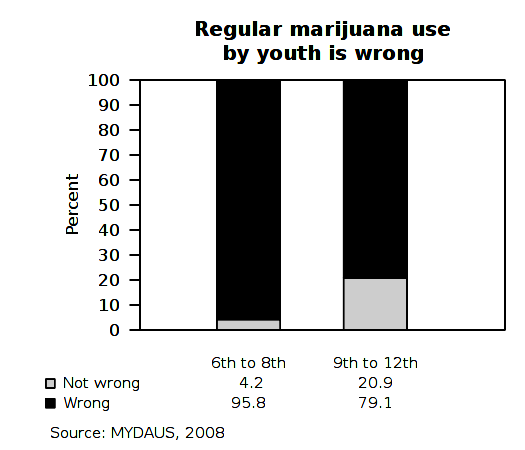 Regular marijuana use
by youth is wrong
100
90
80
70
60
50
40
30
20
10
0
Percent
6th to 8th 9th to 12th
Not wrong 4.2 20.9
Wrong 95.8 79.1
Source: MYDAUS, 2008